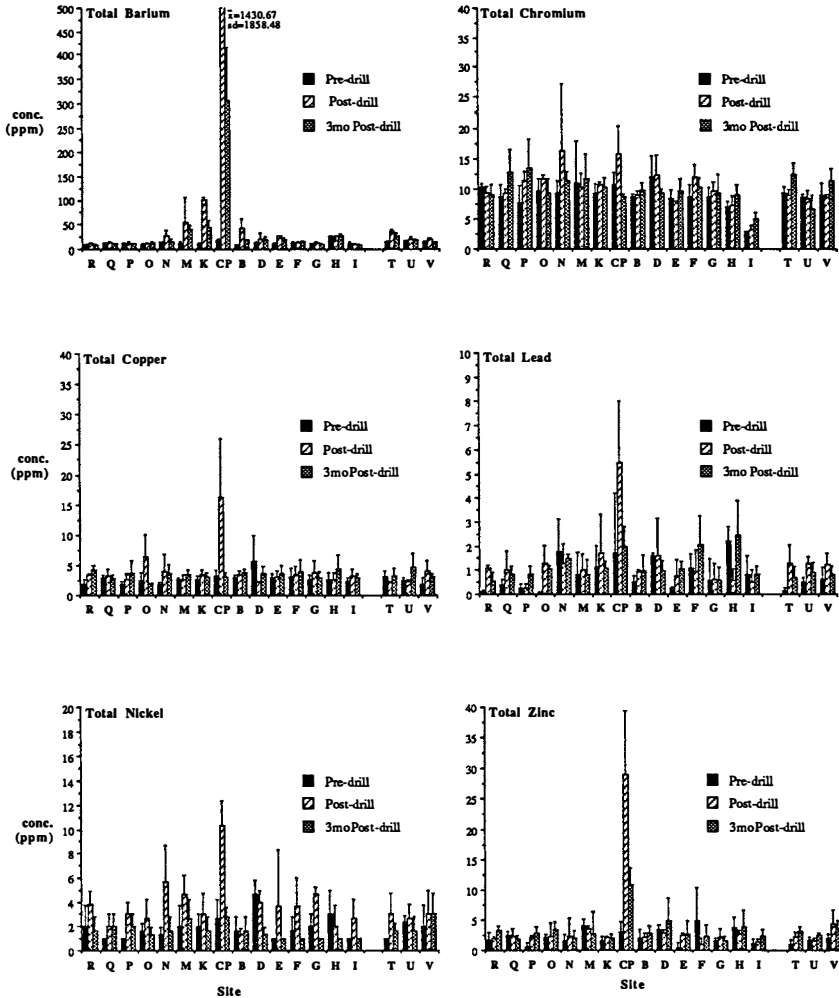 Total Barium
x̄=1430.67
sd=1858.48
500
450
400
350
300
250
200
150
100
50
0
conc.
(ppm)
Pre-drill
Post-drill
3mo Post-drill
R Q P O N M K CP B D E F G H I T U V
Total Chromium
40
35
30
25
20
15
10
5
0
Pre-drill
Post-drill
3mo Post-drill
R Q P O N M K CP B D E F G H I T U V
Total Copper
40
35
30
25
20
15
10
5
0
conc.
(ppm)
Pre-drill
Post-drill
3moPost-drill
R Q P O N M K CP B D E F G H I T U V
Total Lead
10
9
8
7
6
5
4
3
2
1
0
Pre-drill
Post-drill
3mo Post-drill
R Q P O N M K CP B D E F G H I T U V
Total Nickel
20
18
16
14
12
10
8
6
4
2
0
conc.
(ppm)
Pre-drill
Post-drill
3moPost-drill
R Q P O N M K CP B D E F G H I T U V
Site
Total Zinc
40
35
30
25
20
15
10
5
0
Pre-drill
Post-drill
3moPost-drill
R Q P O N M K CP B D E F G H I T U V
Site